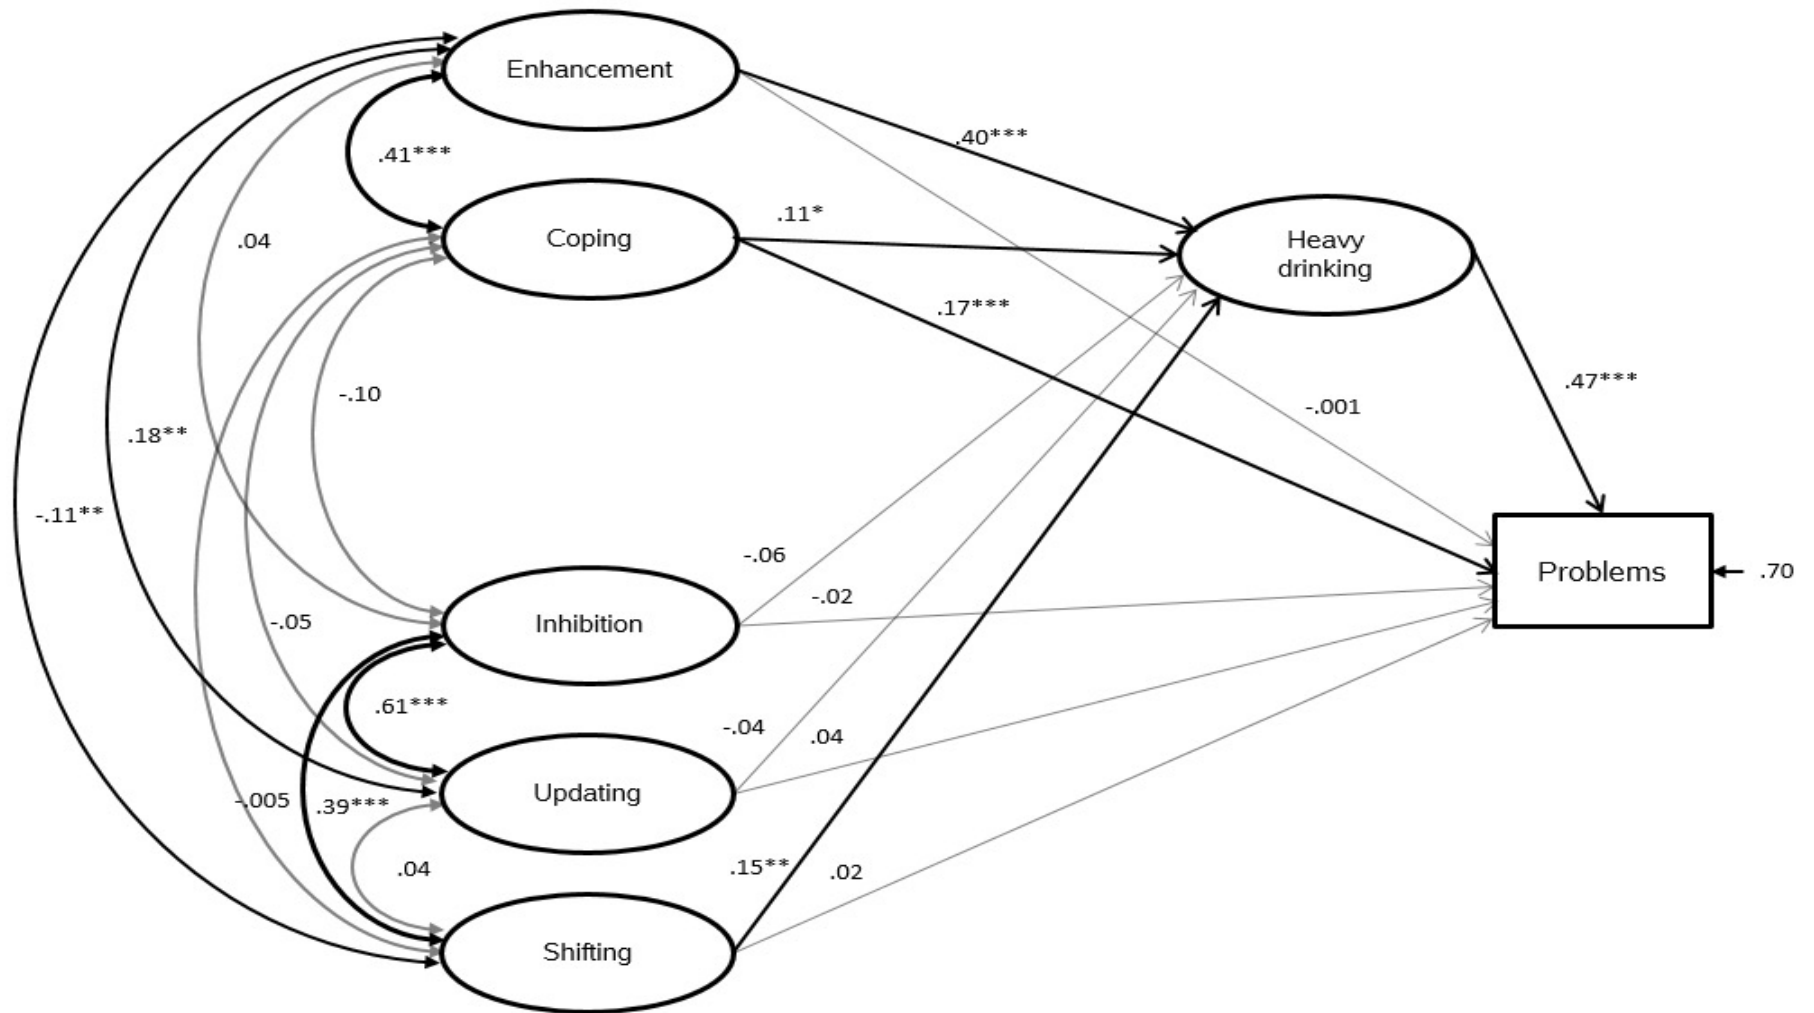 Enhancement
.40***
.41***
.11*
Coping
.04
Heavy
drinking
.17***
.47***
-.10
-.001
.18**
-.11**
-.06
Problems
.70
-.02
Inhibition
-.05
.61***
-.04
.04
Updating
-.005
.39***
.04
.15**
.02
Shifting